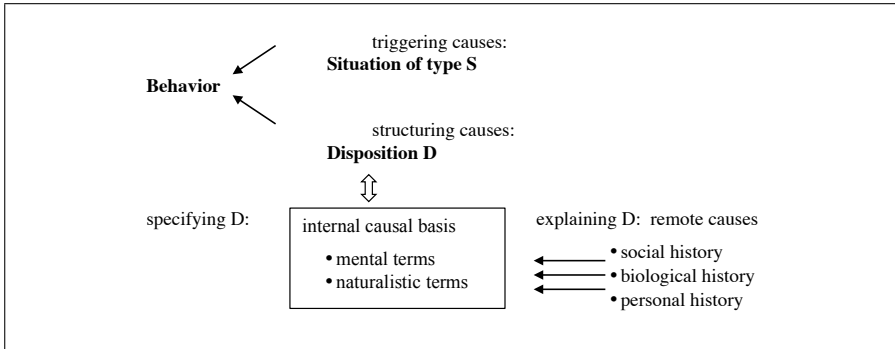 triggering causes:
Situation of type S
Behavior
structuring causes:
Disposition D
specifying D:
internal causal basis
• mental terms
• naturalistic terms
explaining D: remote causes
• social history
• biological history
• personal history